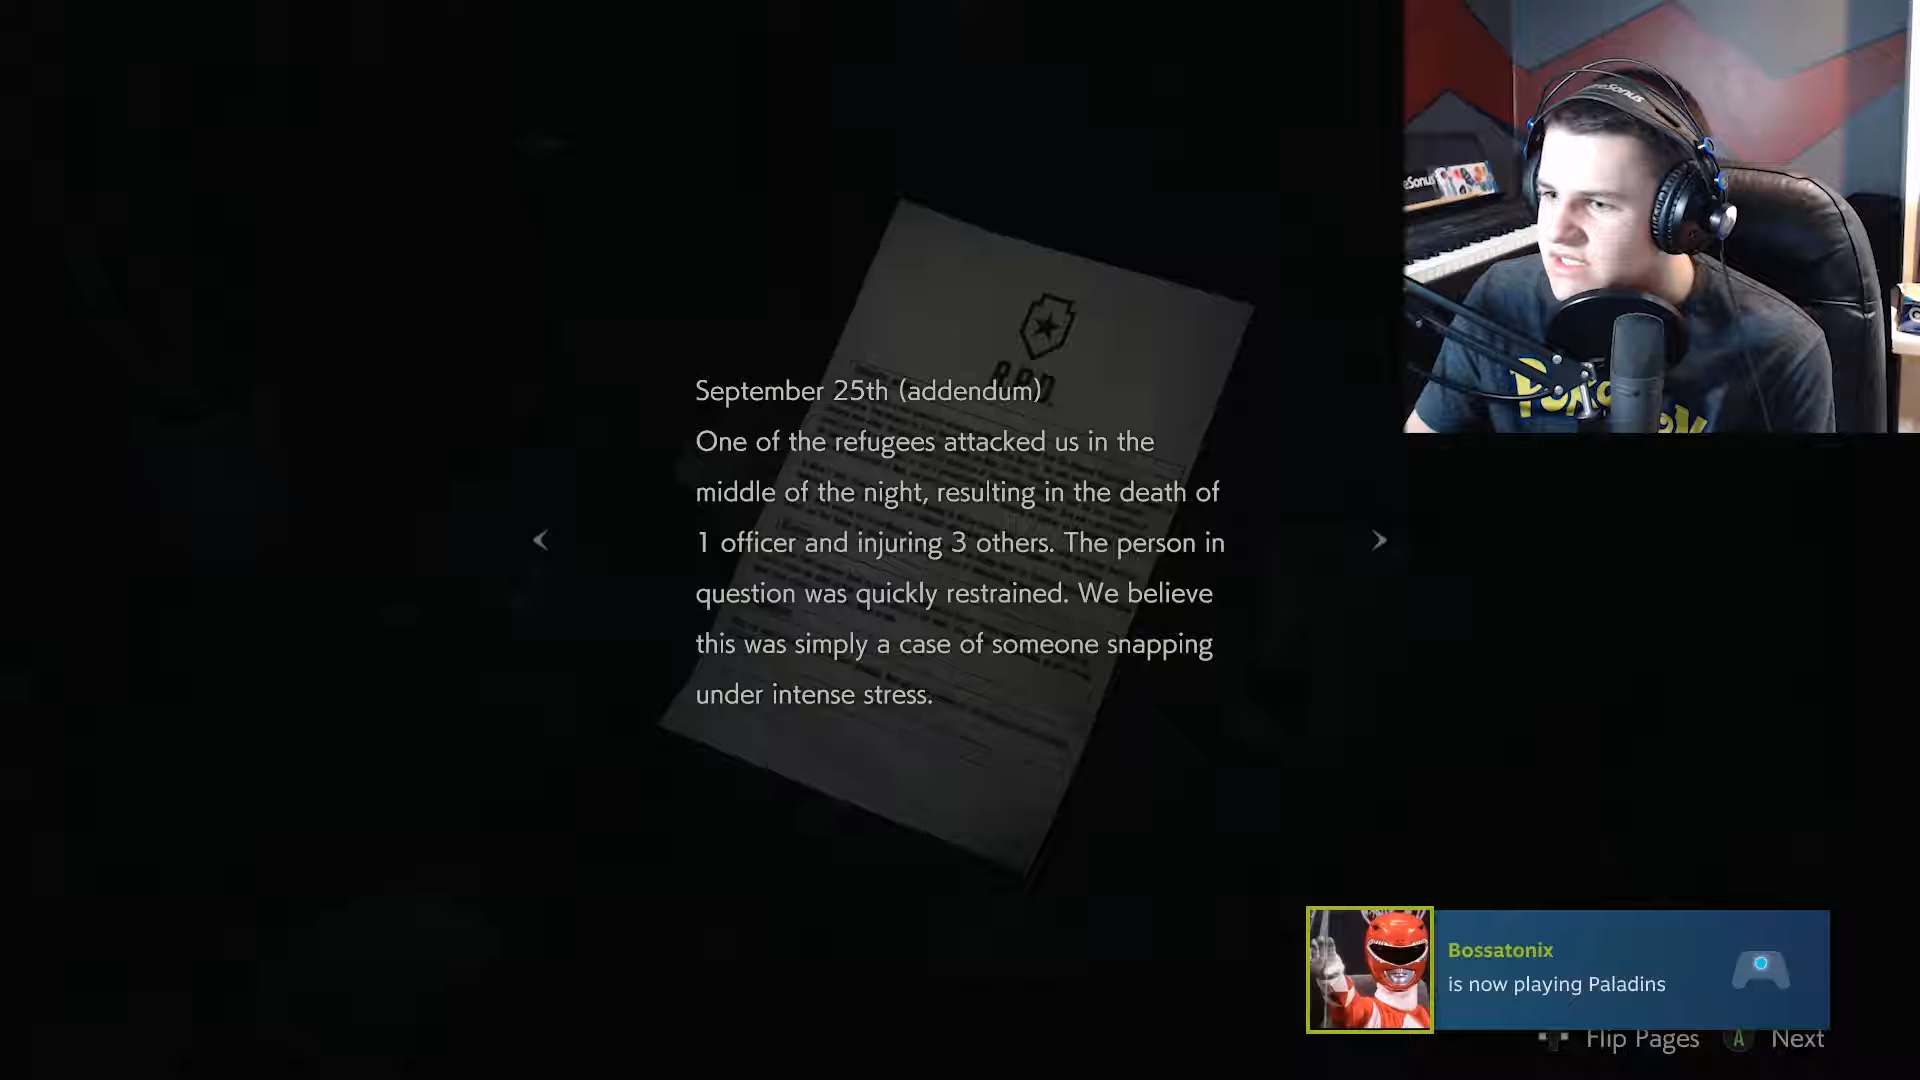 reSonus
eSonus
R.P.D.
September 25th (addendum)
One of the refugees attacked us in the
middle of the night, resulting in the death of
1 officer and injuring 3 others. The person in
question was quickly restrained. We believe
this was simply a case of someone snapping
under intense stress.
Bossatonix
is now playing Paladins
Flip Pages
A Next